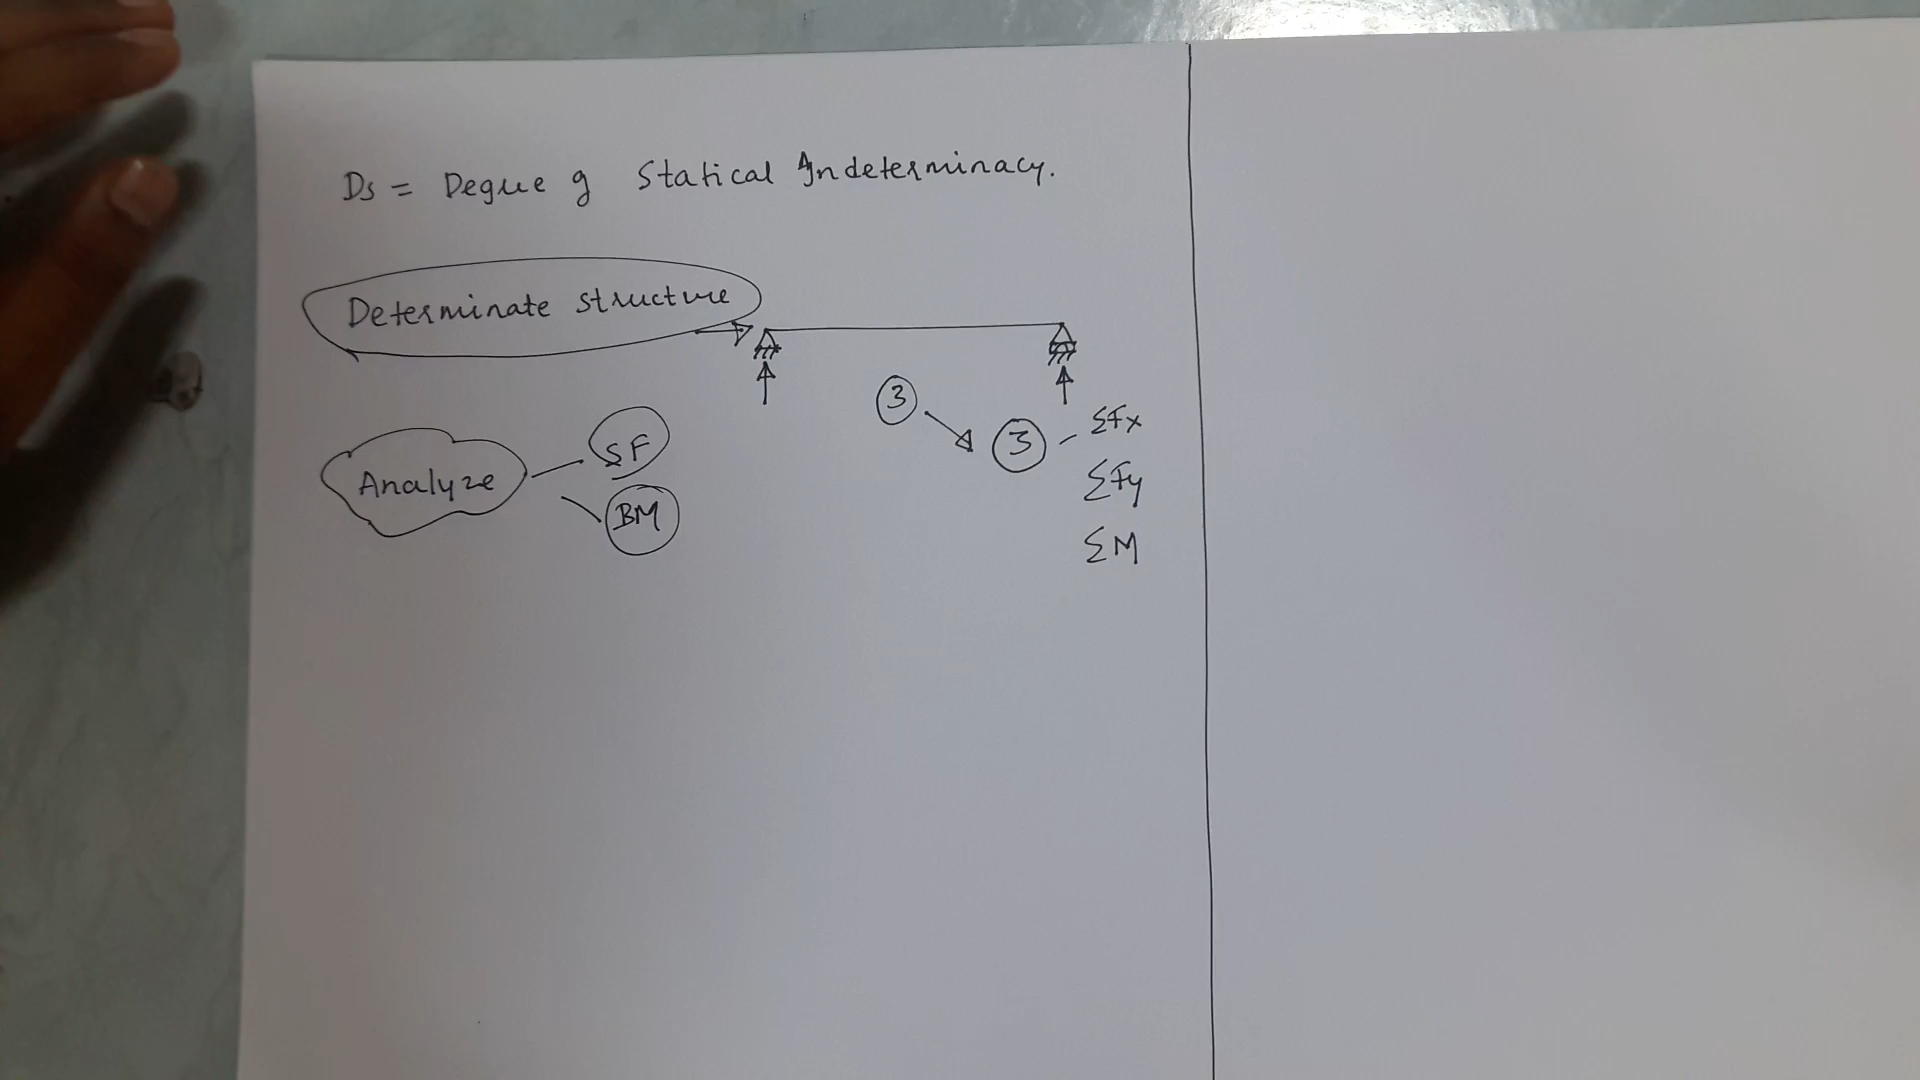 Ds = Degree of Statical Indeterminacy.
Determinate structure
3
3
ΣFx
ΣFy
ΣM
Analyze
SF
BM